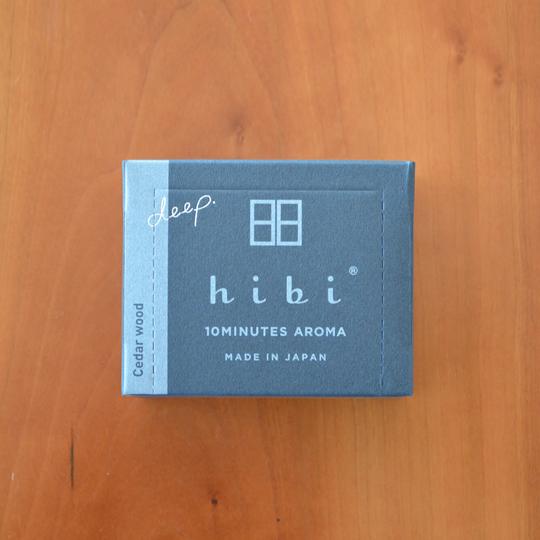 deep.
hibi®
10MINUTES AROMA
MADE IN JAPAN
Cedar wood